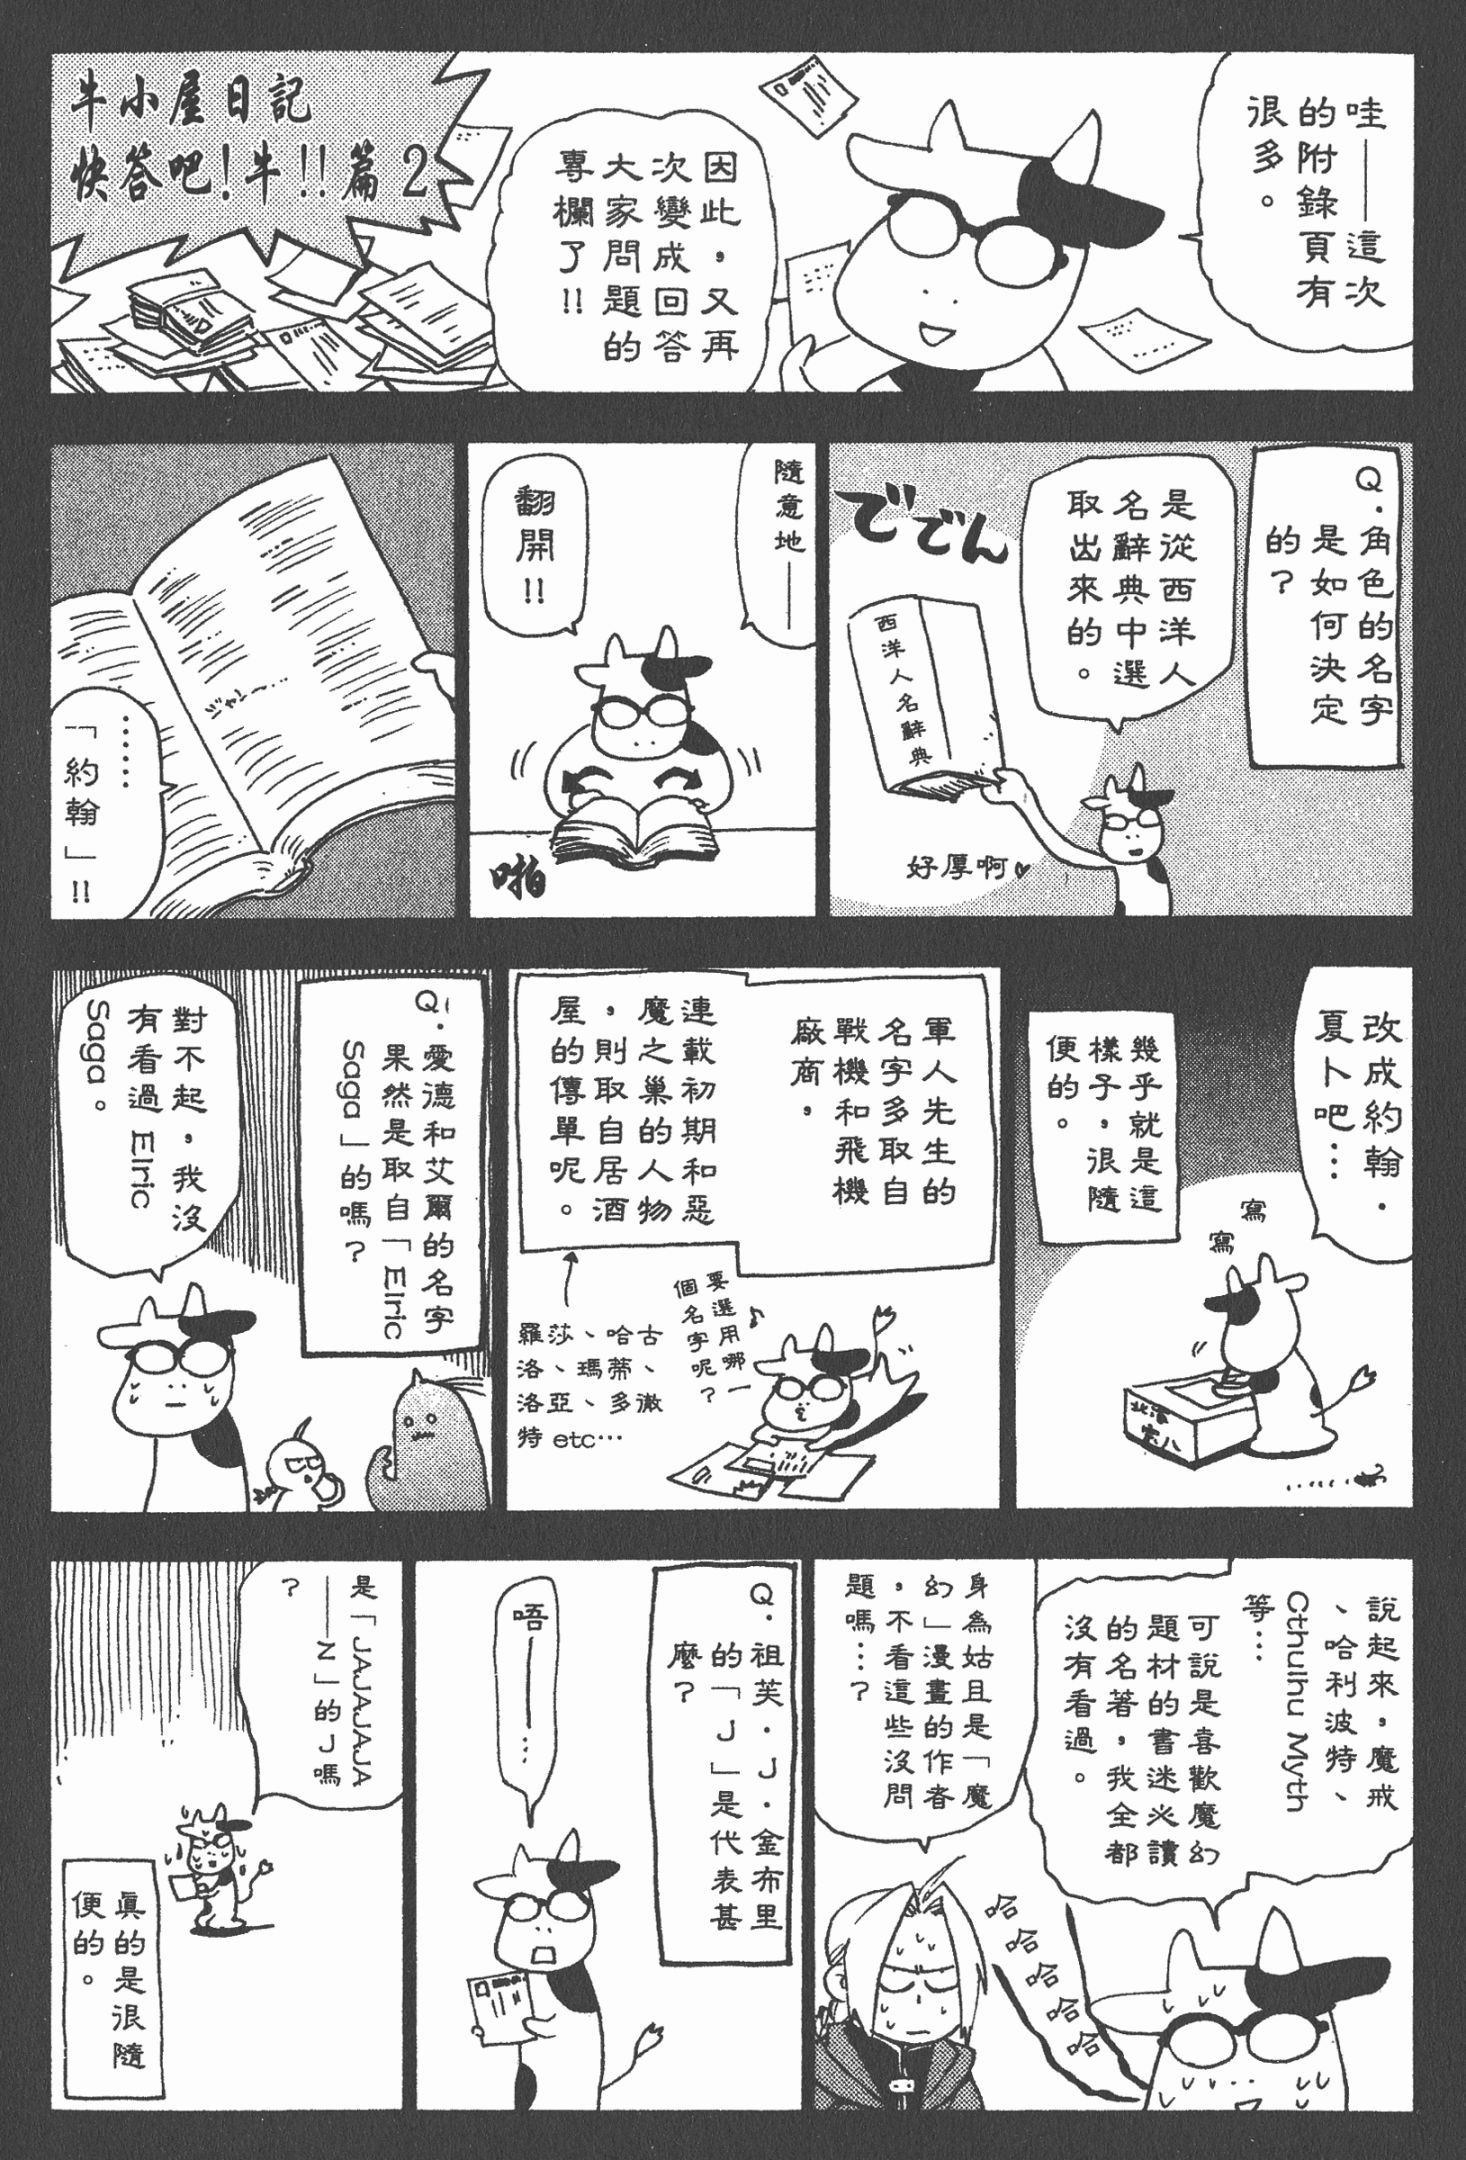 哇——這次
的附錄頁有
很多。
因此，又再
次變成回答
大家問題的
專欄了!!
牛小屋日記
快答吧！牛!!篇 2
Q.角色的名字
是如何決定
的？
是從西洋人
名辭典中選
取出來的。
ででん
西洋人名辭典
好厚啊
隨意地——
翻開!!
啪
ジャン
……
「約翰」!!
改成約翰．
夏卜吧…
寫
寫
幾乎就是這
樣子，很隨
便的。
軍人先生的
名字多取自
戰機和飛機
廠商，
連載初期和惡
魔之巢的人物
，則取自居酒
屋的傳單呢。
要選用哪一
個名字呢？
羅莎、哈古
洛、瑪蒂、
洛亞、多澈
特 etc…
Q.愛德和艾爾的名字
果然是取自「Elric
Saga」的嗎？
對不起，我沒
有看過 Elric
Saga。
說起來，魔戒
、哈利波特、
Cthulhu Myth
等…
可說是喜歡魔幻
題材的書迷必讀
的名著，我全都
沒有看過。
哈哈哈哈哈
身為姑且是「魔
幻」漫畫的作者
，不看這些沒問
題嗎…？
Q.祖笑．J．金布里
的「J」是代表甚
麼？
唔——…
是「JAJAJAJA
——N」的J嗎
？
真的是很隨
便的。